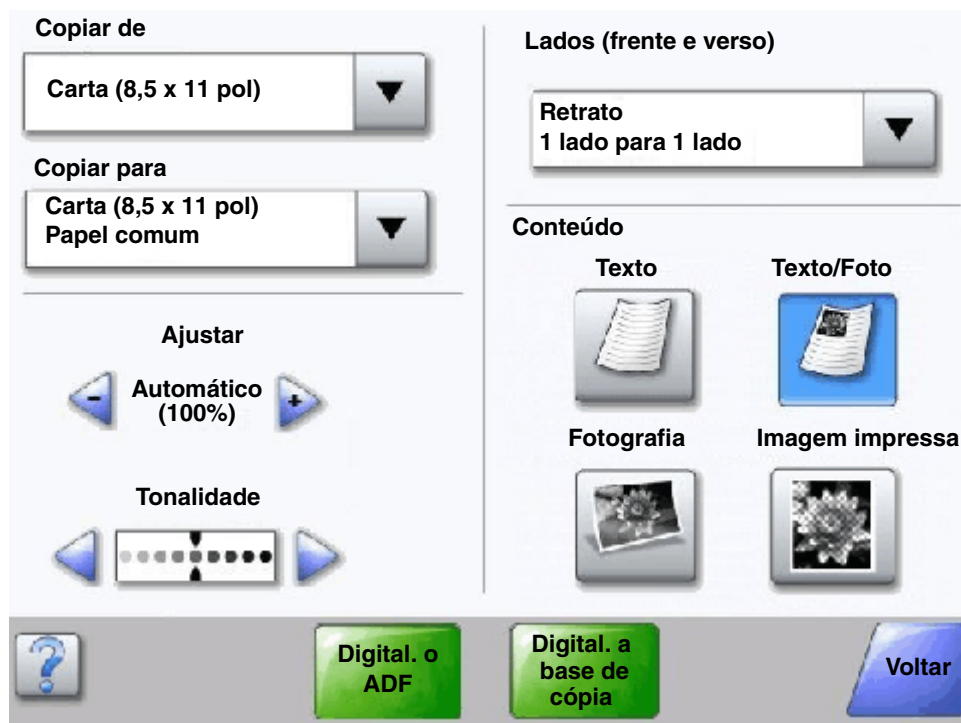 Copiar de
Carta (8,5 x 11 pol)
Copiar para
Carta (8,5 x 11 pol)
Papel comum
Ajustar
Automático
(100%)
Tonalidade
Lados (frente e verso)
Retrato
1 lado para 1 lado
Conteúdo
Texto
Texto/Foto
Fotografia
Imagem impressa
?
Digital. o
ADF
Digital. a
base de
cópia
Voltar